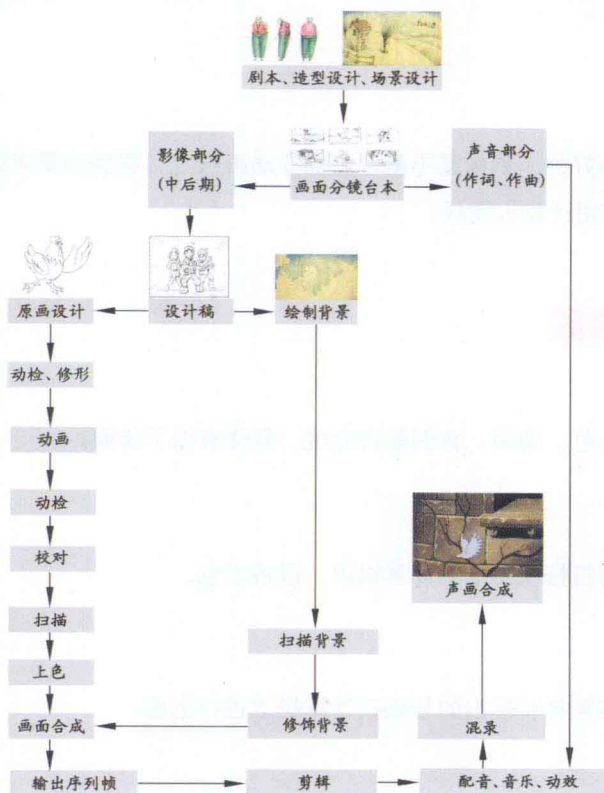 剧本、造型设计、场景设计
影像部分
(中后期)
画面分镜台本
声音部分
(作词、作曲)
原画设计
设计稿
绘制背景
动检、修形
动画
动检
校对
声画合成
扫描
扫描背景
上色
画面合成
修饰背景
混录
输出序列帧
剪辑
配音、音乐、动效